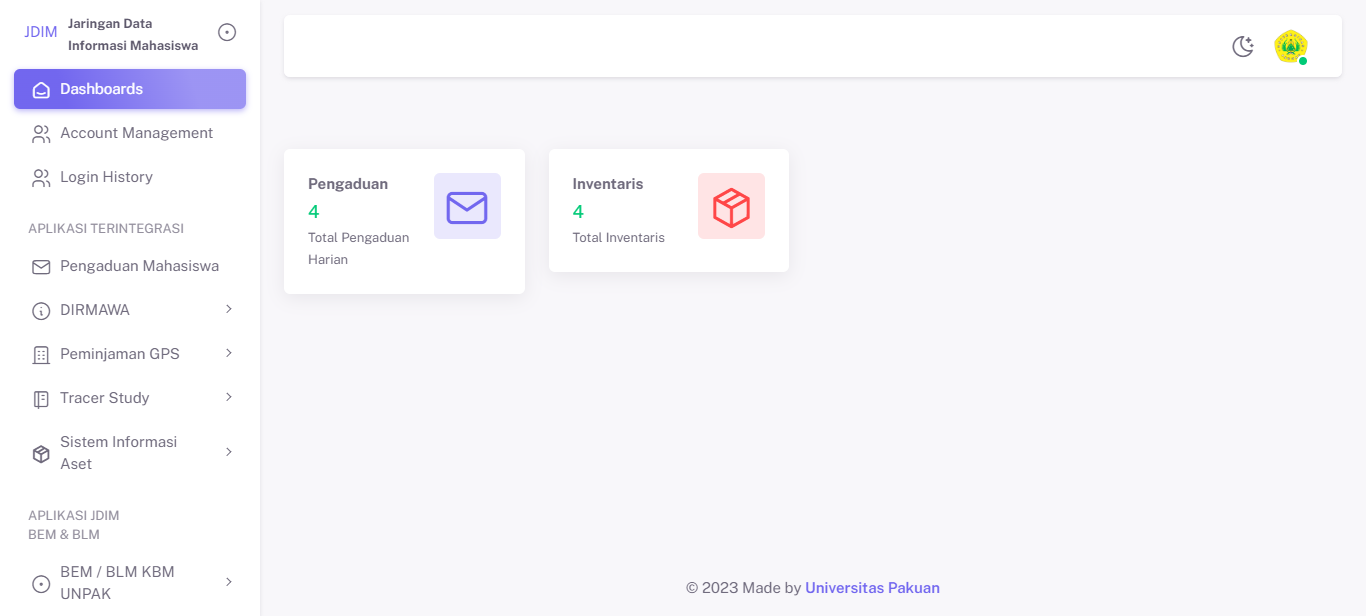 JDIM
Jaringan Data
Informasi Mahasiswa
Dashboards
Account Management
Login History
APLIKASI TERINTEGRASI
Pengaduan Mahasiswa
DIRMAWA
Peminjaman GPS
Tracer Study
Sistem Informasi
Aset
APLIKASI JDIM
BEM & BLM
BEM / BLM KBM
UNPAK
Pengaduan
4
Total Pengaduan
Harian
Inventaris
4
Total Inventaris
© 2023 Made by Universitas Pakuan